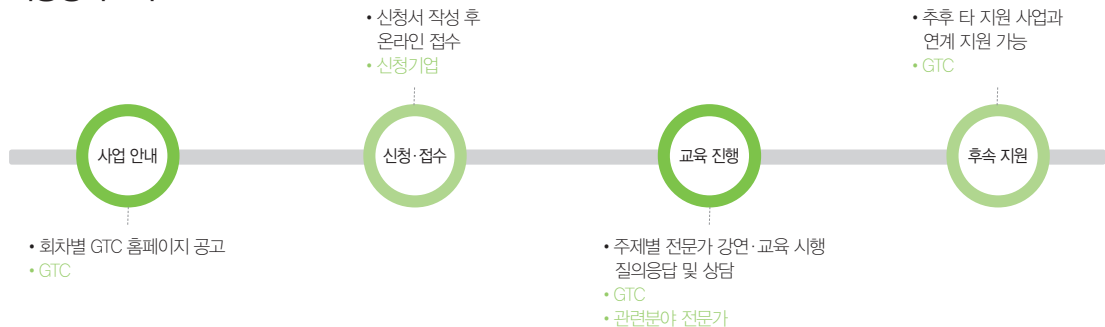 • 신청서 작성 후
온라인 접수
• 신청기업
• 추후 타 지원 사업과
연계 지원 가능
• GTC
사업 안내
신청·접수
교육 진행
후속 지원
• 회차별 GTC 홈페이지 공고
• GTC
• 주제별 전문가 강연·교육 시행
질의응답 및 상담
• GTC
• 관련분야 전문가